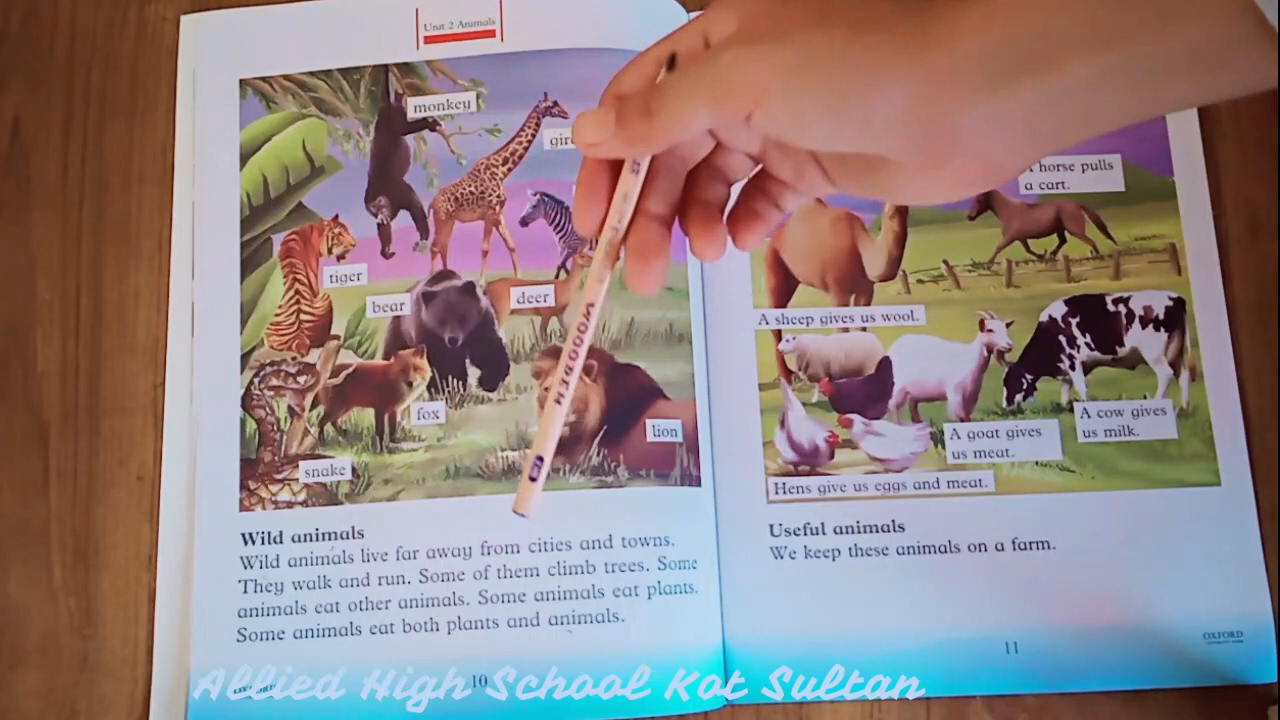 Unit 2 Animals
monkey
tiger
bear
deer
fox
lion
snake
Wild animals
Wild animals live far away from cities and towns.
They walk and run. Some of them climb trees. Some
animals eat other animals. Some animals eat plants.
Some animals eat both plants and animals.
10
WOOODEN
horse pulls
a cart.
A sheep gives us wool.
A cow gives
us milk.
A goat gives
us meat.
Hens give us eggs and meat.
Useful animals
We keep these animals on a farm.
11
OXFORD
Allied High School Kot Sultan